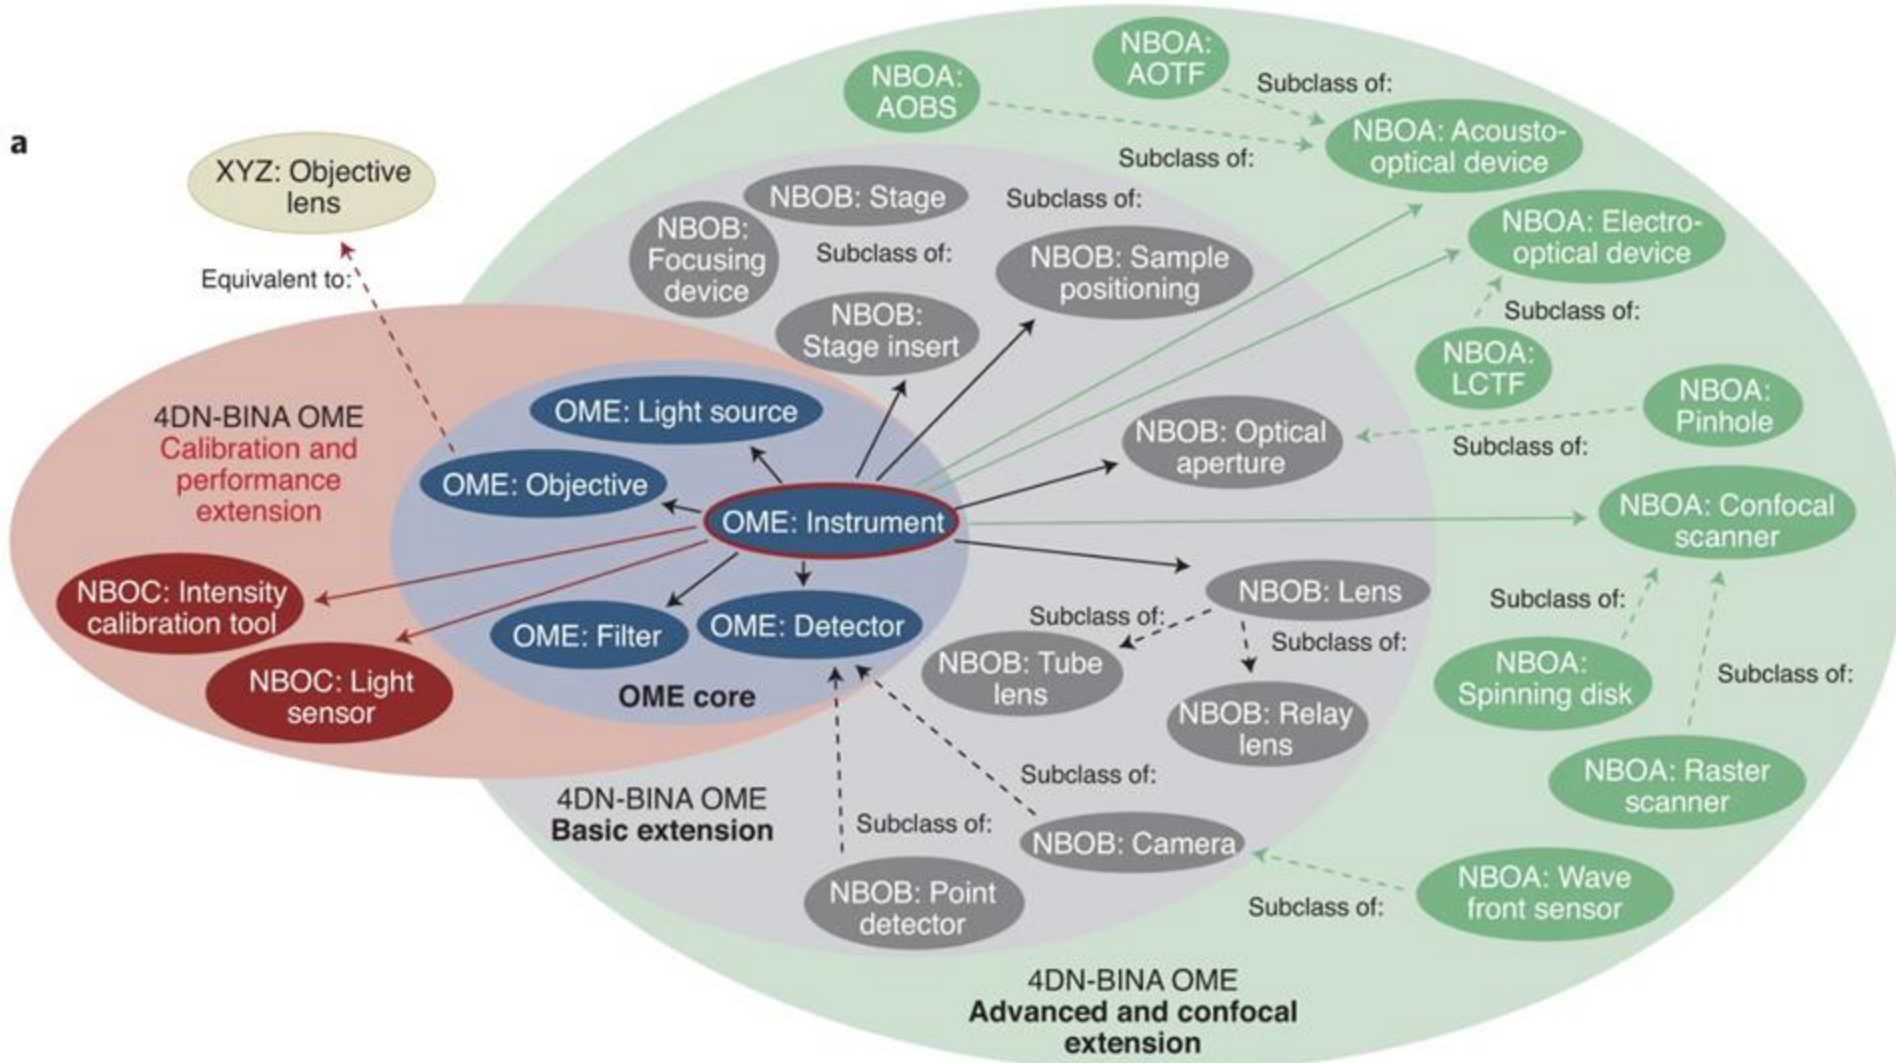 a
XYZ: Objective
lens
Equivalent to:
4DN-BINA OME
Calibration and
performance
extension
NBOC: Intensity
calibration tool
NBOC: Light
sensor
OME: Light source
OME: Objective
OME: Instrument
OME: Filter
OME: Detector
OME core
NBOB: Stage
NBOB:
Focusing
device
Subclass of:
Subclass of:
NBOB:
Stage insert
NBOB: Sample
positioning
NBOB: Optical
aperture
NBOB: Lens
Subclass of:
Subclass of:
NBOB: Tube
lens
NBOB: Relay
lens
Subclass of:
Subclass of:
NBOB: Camera
NBOB: Point
detector
4DN-BINA OME
Basic extension
NBOA:
AOBS
NBOA:
AOTF
Subclass of:
Subclass of:
NBOA: Acousto-
optical device
NBOA: Electro-
optical device
Subclass of:
NBOA:
LCTF
NBOA:
Pinhole
Subclass of:
NBOA: Confocal
scanner
Subclass of:
Subclass of:
NBOA:
Spinning disk
NBOA: Raster
scanner
NBOA: Wave
front sensor
Subclass of:
4DN-BINA OME
Advanced and confocal
extension